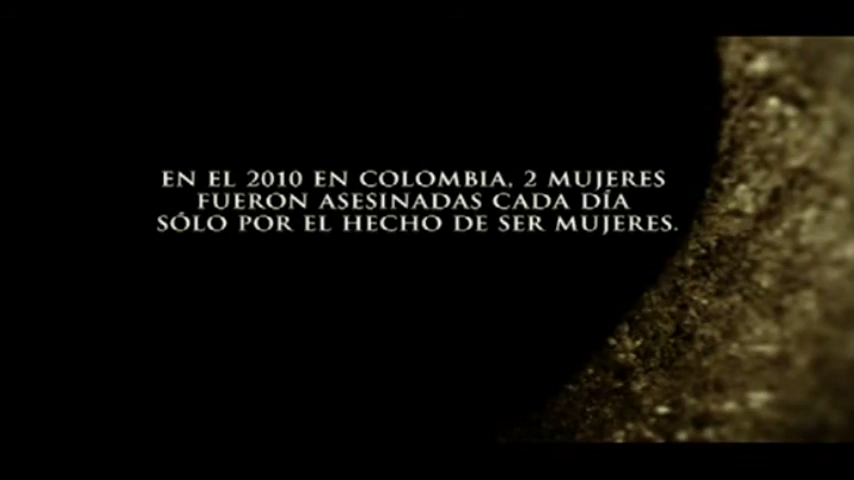 EN EL 2010 EN COLOMBIA, 2 MUJERES
FUERON ASESINADAS CADA DÍA
SÓLO POR EL HECHO DE SER MUJERES.